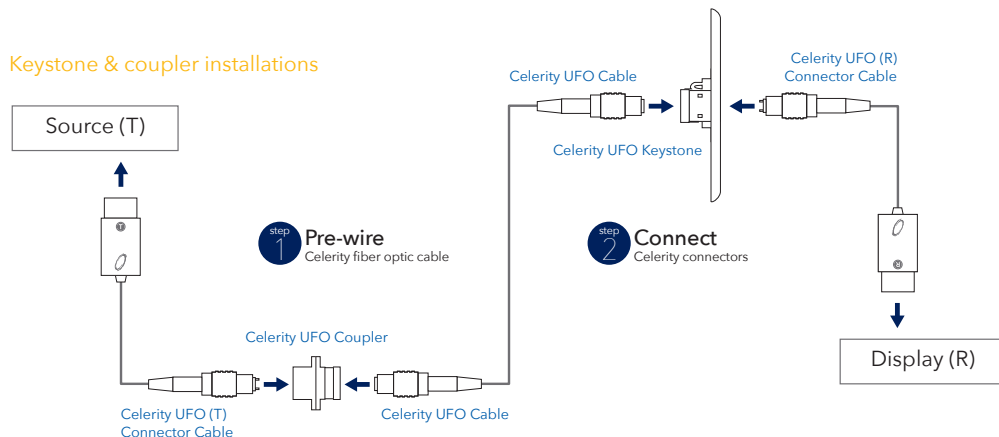 Keystone & coupler installations
Source (T)
T
Celerity UFO Cable
Celerity UFO (R)
Connector Cable
Celerity UFO Keystone
step
1
Pre-wire
Celerity fiber optic cable
step
2
Connect
Celerity connectors
R
Celerity UFO Coupler
Display (R)
Celerity UFO (T)
Connector Cable
Celerity UFO Cable